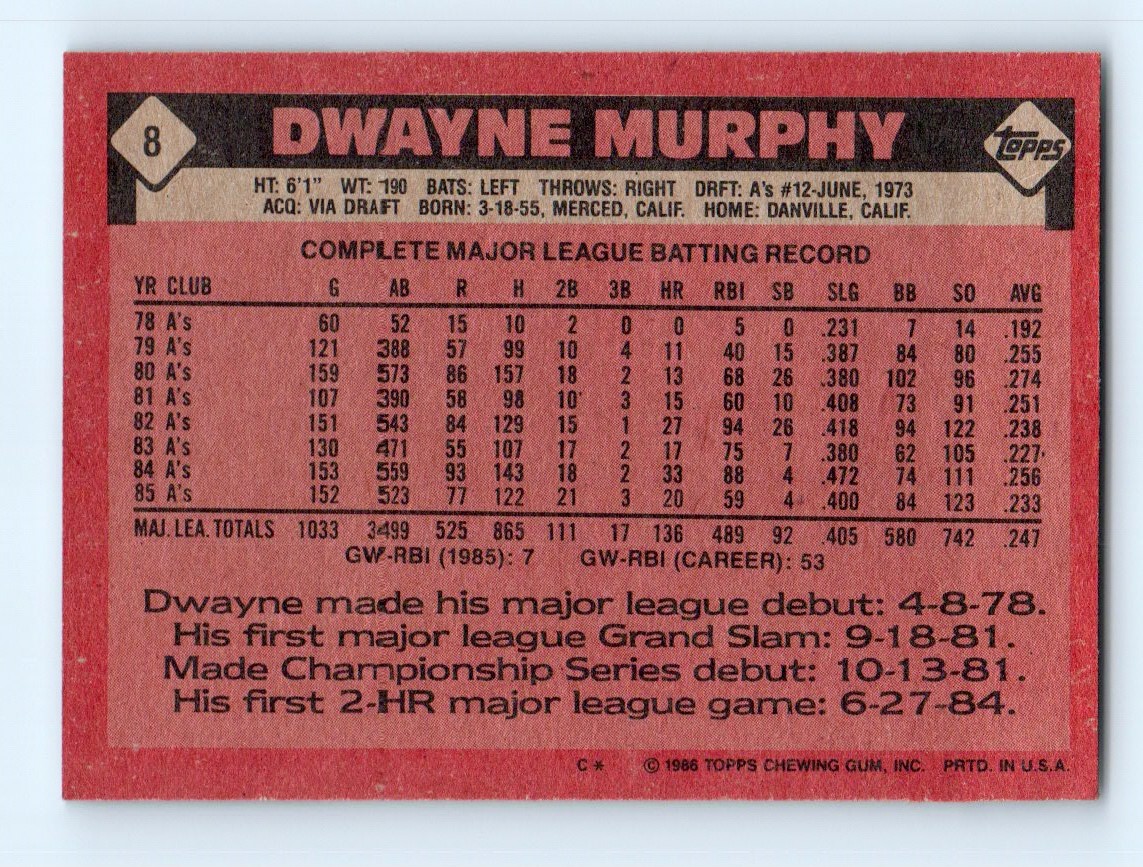 8 DWAYNE MURPHY Topps
HT: 6'1" WT: 190 BATS: LEFT THROWS: RIGHT DRFT: A's #12-JUNE, 1973
ACQ: VIA DRAFT BORN: 3-18-55, MERCED, CALIF. HOME: DANVILLE, CALIF.
COMPLETE MAJOR LEAGUE BATTING RECORD
YR CLUB G AB R H 2B 3B HR RBI SB SLG BB SO AVG
78 A's 60 52 15 10 2 0 0 5 0 .231 7 14 .192
79 A's 121 388 57 99 10 4 11 40 15 .387 84 80 .255
80 A's 159 573 86 157 18 2 13 68 26 .380 102 96 .274
81 A's 107 390 58 98 10 3 15 60 10 .408 73 91 .251
82 A's 151 543 84 129 15 1 27 94 26 .418 94 122 .238
83 A's 130 471 55 107 17 2 17 75 7 .380 62 105 .227
84 A's 153 559 93 143 18 2 33 88 4 .472 74 111 .256
85 A's 152 523 77 122 21 3 20 59 4 .400 84 123 .233
MAJ. LEA. TOTALS 1033 3499 525 865 111 17 136 489 92 .405 580 742 .247
GW-RBI (1985): 7 GW-RBI (CAREER): 53
Dwayne made his major league debut: 4-8-78.
His first major league Grand Slam: 9-18-81.
Made Championship Series debut: 10-13-81.
His first 2-HR major league game: 6-27-84.
C* © 1986 TOPPS CHEWING GUM, INC. PRTD. IN U.S.A.